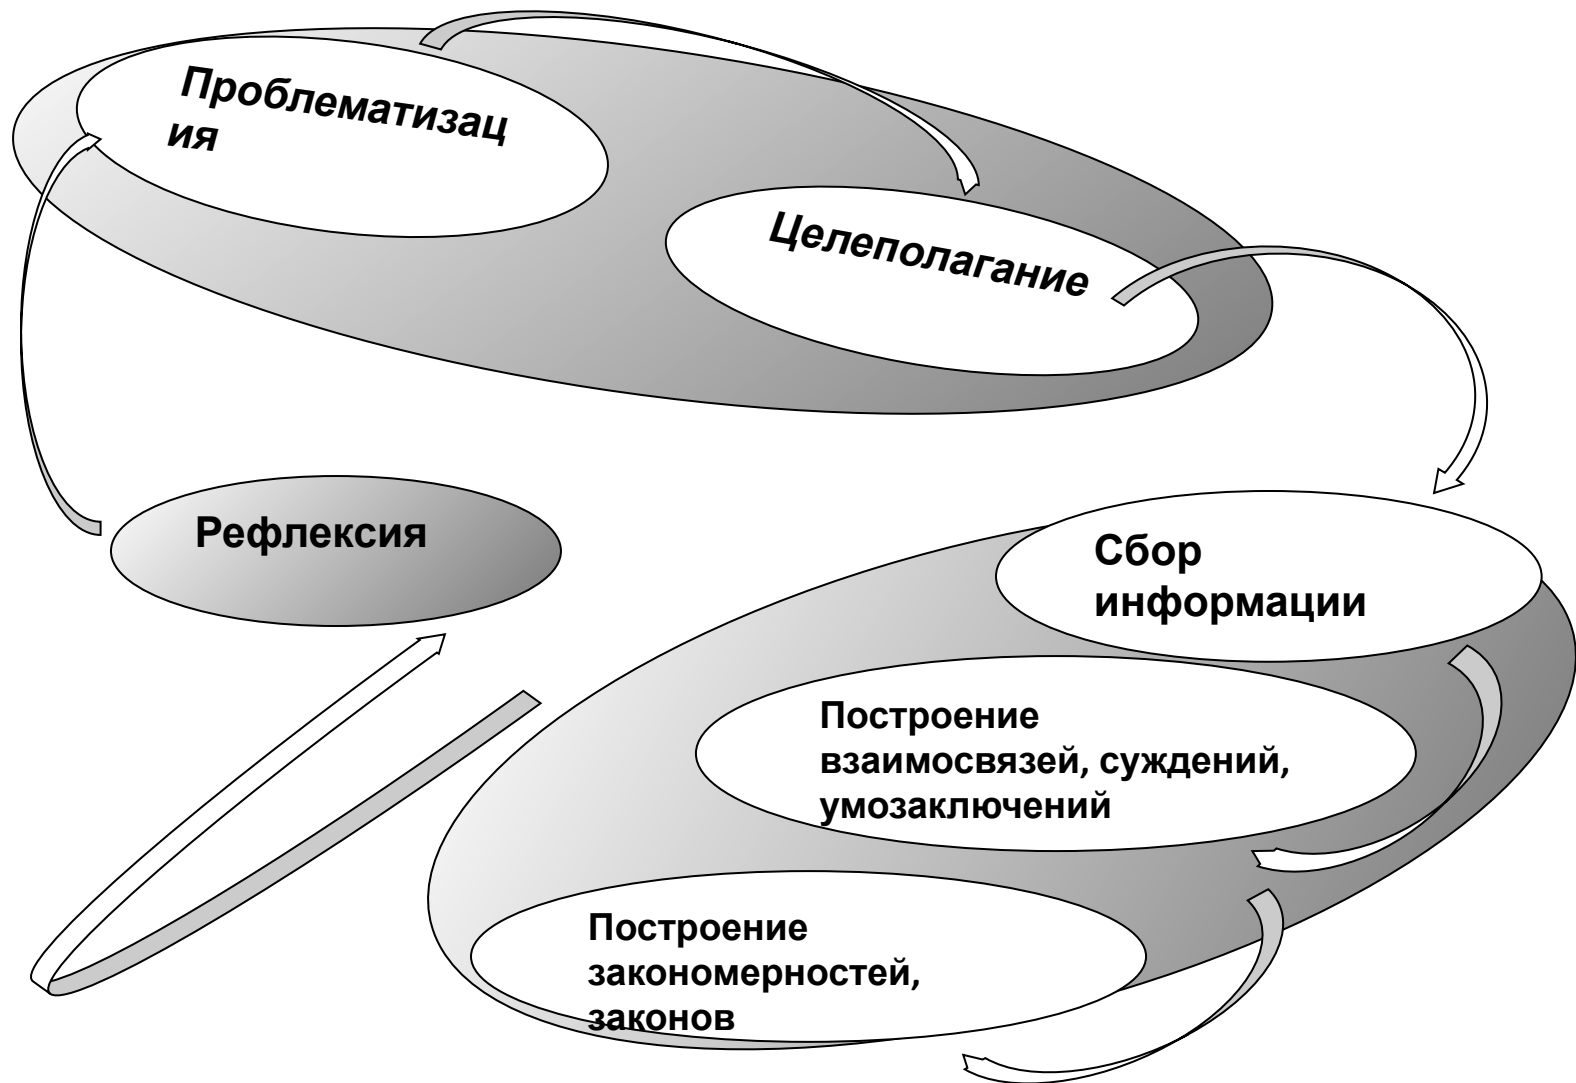 Проблематизац
ия
Целеполагание
Рефлексия
Сбор
информации
Построение
взаимосвязей, суждений,
умозаключений
Построение
закономерностей,
законов